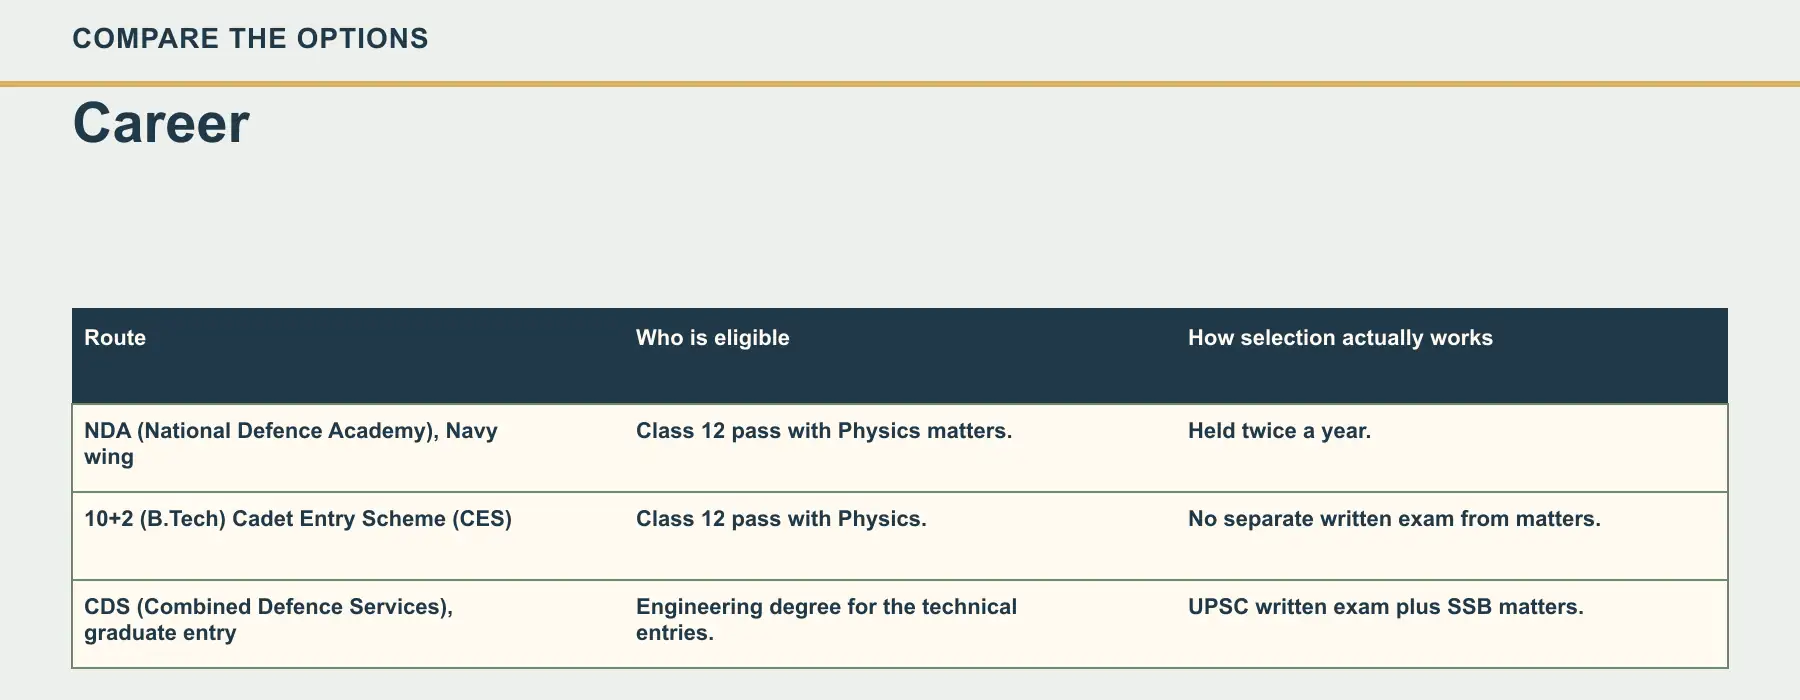 COMPARE THE OPTIONS
Career
Route
Who is eligible
How selection actually works
NDA (National Defence Academy), Navy
wing
Class 12 pass with Physics matters.
Held twice a year.
10+2 (B.Tech) Cadet Entry Scheme (CES)
Class 12 pass with Physics.
No separate written exam from matters.
CDS (Combined Defence Services),
graduate entry
Engineering degree for the technical
entries.
UPSC written exam plus SSB matters.